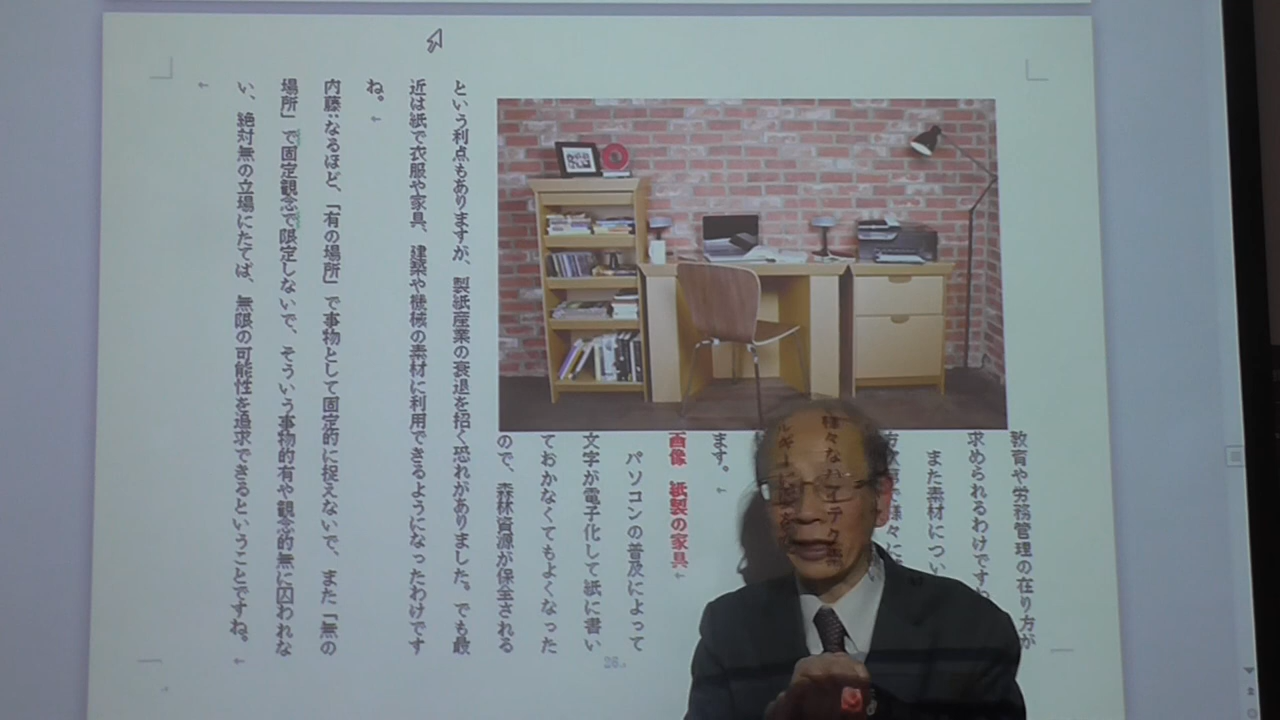 教育や労務管理の在り方が
求められるわけですね
また素材につい
様々なハイテク素
ます。
画像 紙製の家具
パソコンの普及によって
文字が電子化して紙に書い
ておかなくてもよくなった
ので、森林資源が保全される
という利点もありますが、製紙産業の衰退を招く恐れがありました。でも最
近は紙で衣服や家具、建築や機械の素材に利用できるようになったわけです
ね。
内藤:なるほど、「有の場所」で事物として固定的に捉えないで、また「無の
場所」で固定観念で限定しないで、そういう事物的有や観念的無に囚われな
い、絶対無の立場にたてば、無限の可能性を追求できるということですね。
26